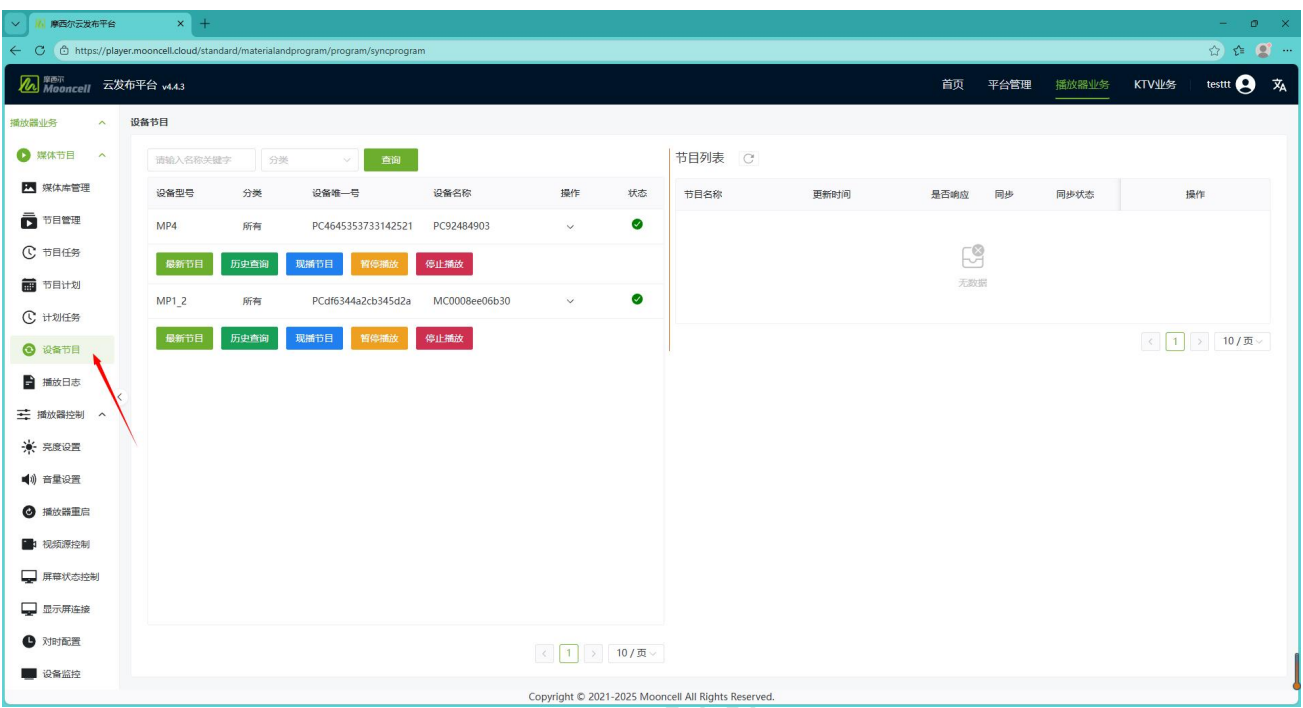 摩西尔云发布平台
https://player.mooncell.cloud/standard/materialandprogram/program/syncprogram
摩西尔 Mooncell 云发布平台 v4.4.3 首页 平台管理 播放器业务 KTV业务 testtt
播放器业务
媒体节目
媒体库管理
节目管理
节目任务
节目计划
计划任务
设备节目
播放日志
播放器控制
亮度设置
音量设置
播放器重启
视频源控制
屏幕状态控制
显示屏连接
对时配置
设备监控
设备节目
请输入名称关键字 分类 查询
设备型号 分类 设备唯一号 设备名称 操作 状态
MP4 所有 PC4645353733142521 PC92484903
最新节目 历史查询 现播节目 暂停播放 停止播放
MP1_2 所有 PCdf6344a2cb345d2a MC0008ee06b30
最新节目 历史查询 现播节目 暂停播放 停止播放
1 10 / 页
节目列表
节目名称 更新时间 是否响应 同步 同步状态 操作
无数据
1 10 / 页
Copyright © 2021-2025 Mooncell All Rights Reserved.